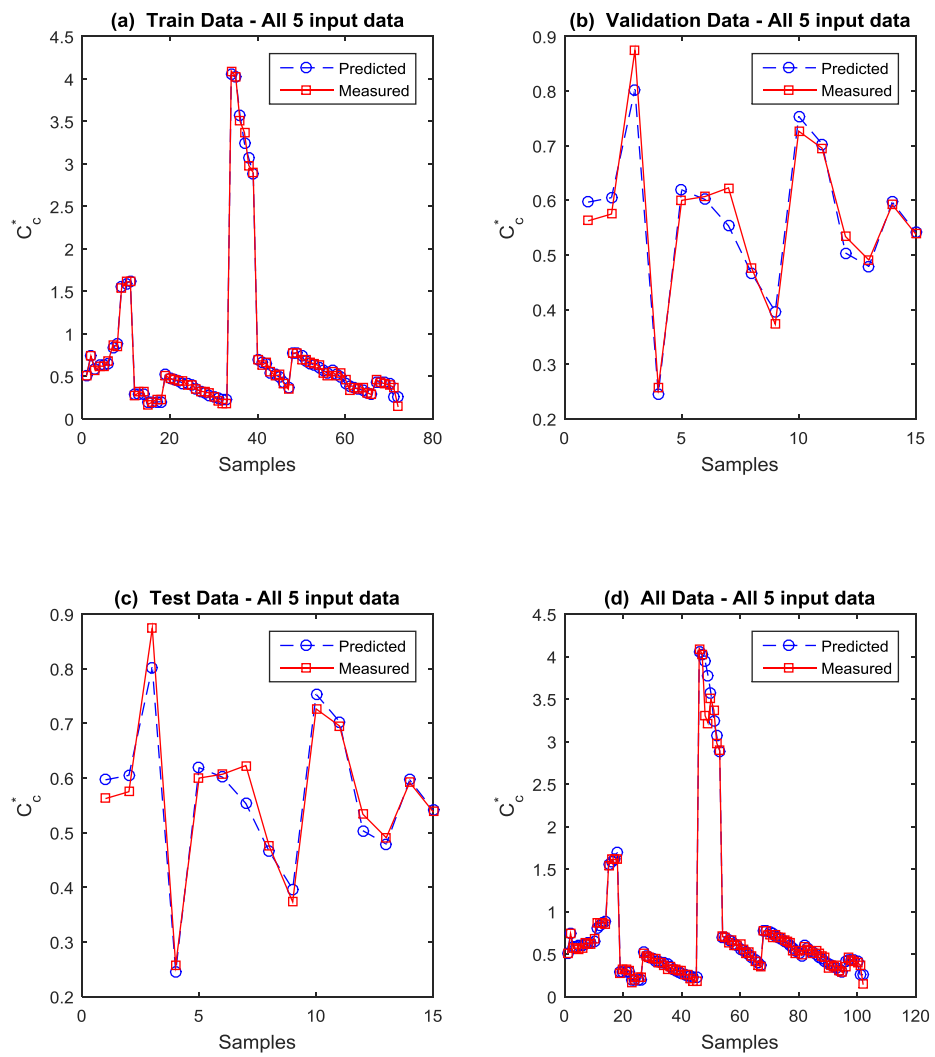 (a) Train Data - All 5 input data
4.5
4
3.5
3
2.5
2
1.5
1
0.5
0
C*c
0 20 40 60 80
Samples
Predicted
Measured
(b) Validation Data - All 5 input data
0.9
0.8
0.7
0.6
0.5
0.4
0.3
0.2
C*c
0 5 10 15
Samples
Predicted
Measured
(c) Test Data - All 5 input data
0.9
0.8
0.7
0.6
0.5
0.4
0.3
0.2
C*c
0 5 10 15
Samples
Predicted
Measured
(d) All Data - All 5 input data
4.5
4
3.5
3
2.5
2
1.5
1
0.5
0
C*c
0 20 40 60 80 100 120
Samples
Predicted
Measured